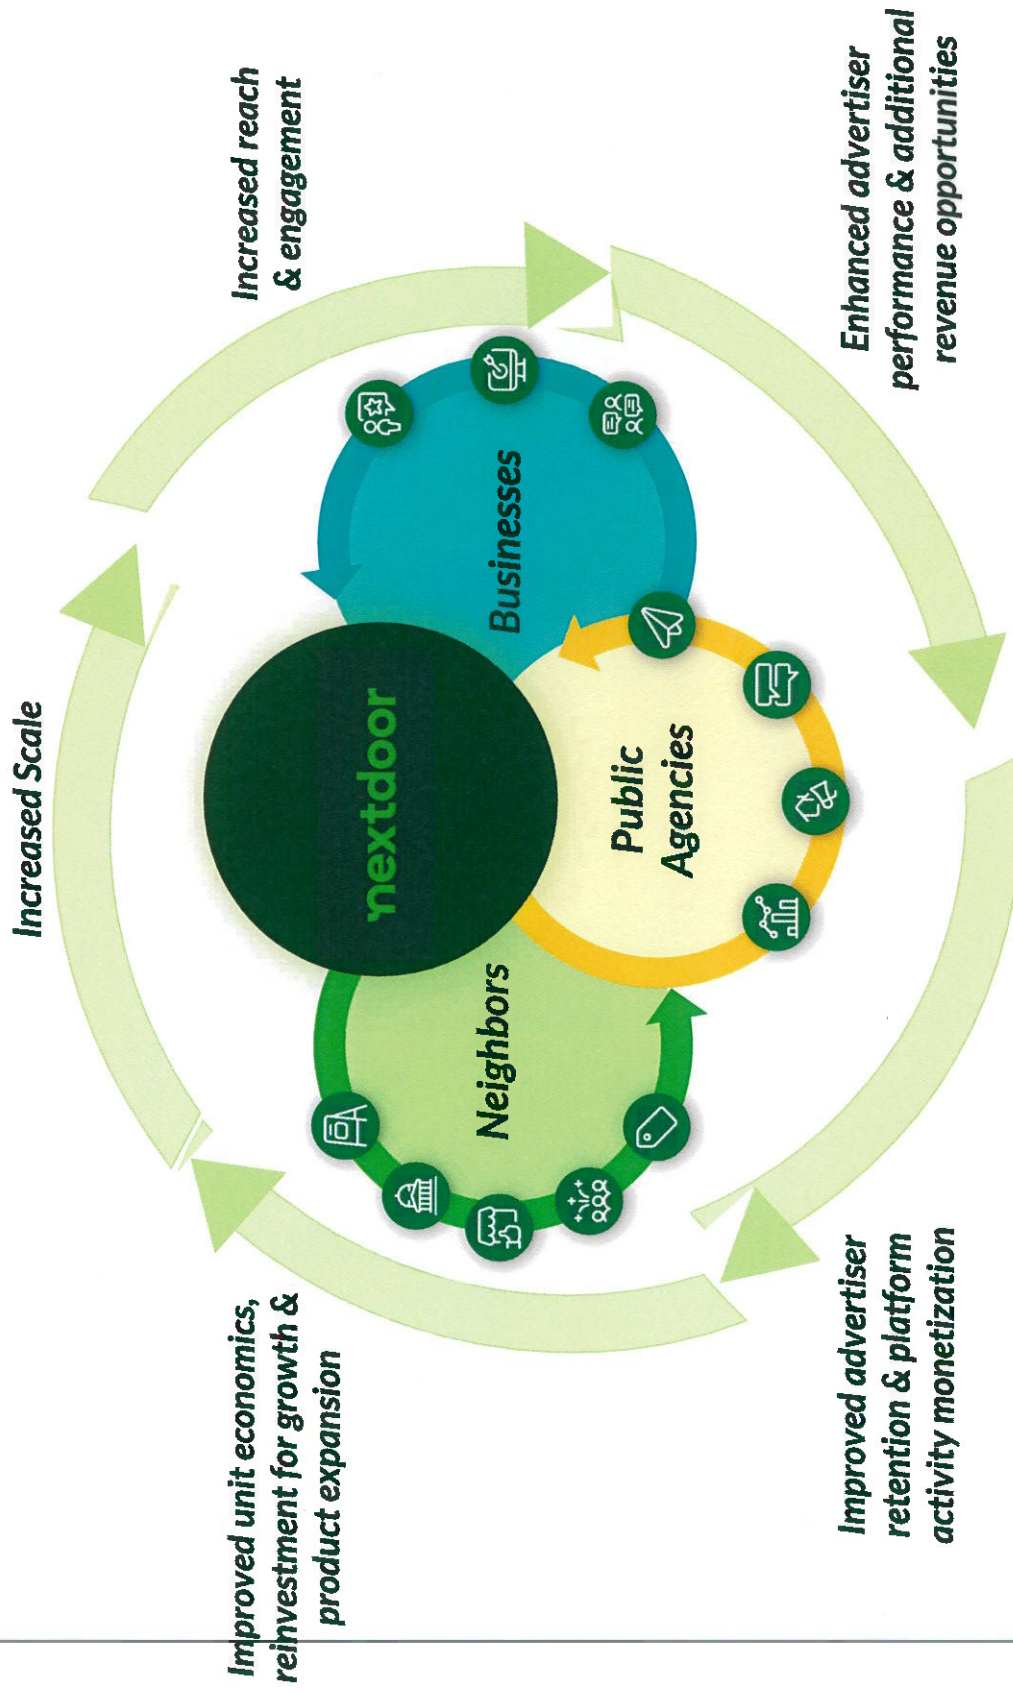 Increased Scale
Improved unit economics,
reinvestment for growth &
product expansion
Increased reach
& engagement
nextdoor
Neighbors
Businesses
Public
Agencies
Improved advertiser
retention & platform
activity monetization
Enhanced advertiser
performance & additional
revenue opportunities